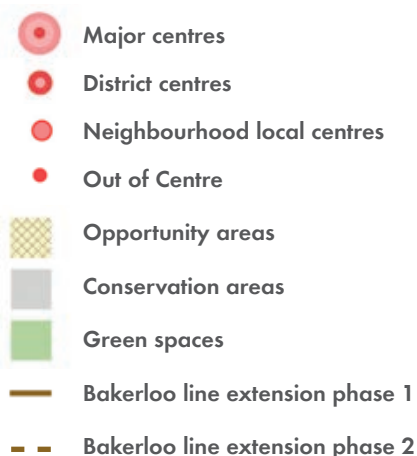 Major centres
District centres
Neighbourhood local centres
Out of Centre
Opportunity areas
Conservation areas
Green spaces
Bakerloo line extension phase 1
Bakerloo line extension phase 2